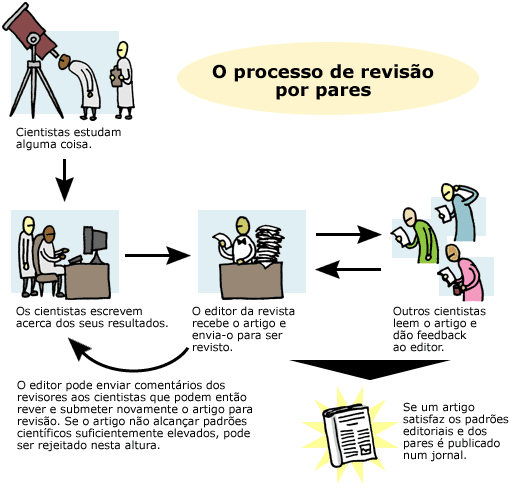 O processo de revisão
por pares
Cientistas estudam
alguma coisa.
Os cientistas escrevem
acerca dos seus resultados.
O editor da revista
recebe o artigo e
envia-o para ser
revisto.
Outros cientistas
leem o artigo e
dão feedback
ao editor.
O editor pode enviar comentários dos
revisores aos cientistas que podem então
rever e submeter novamente o artigo para
revisão. Se o artigo não alcançar padrões
científicos suficientemente elevados, pode
ser rejeitado nesta altura.
Se um artigo
satisfaz os padrões
editoriais e dos
pares é publicado
num jornal.